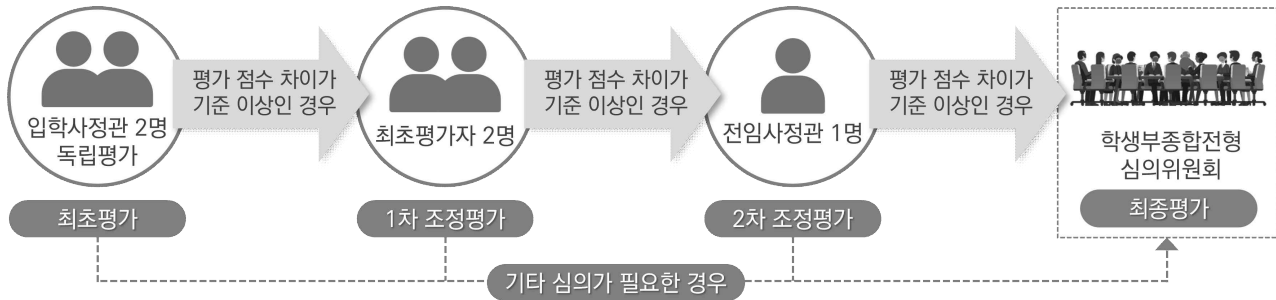 입학사정관 2명
독립평가
최초평가
평가 점수 차이가
기준 이상인 경우
최초평가자 2명
1차 조정평가
평가 점수 차이가
기준 이상인 경우
전임사정관 1명
2차 조정평가
평가 점수 차이가
기준 이상인 경우
학생부종합전형
심의위원회
최종평가
기타 심의가 필요한 경우